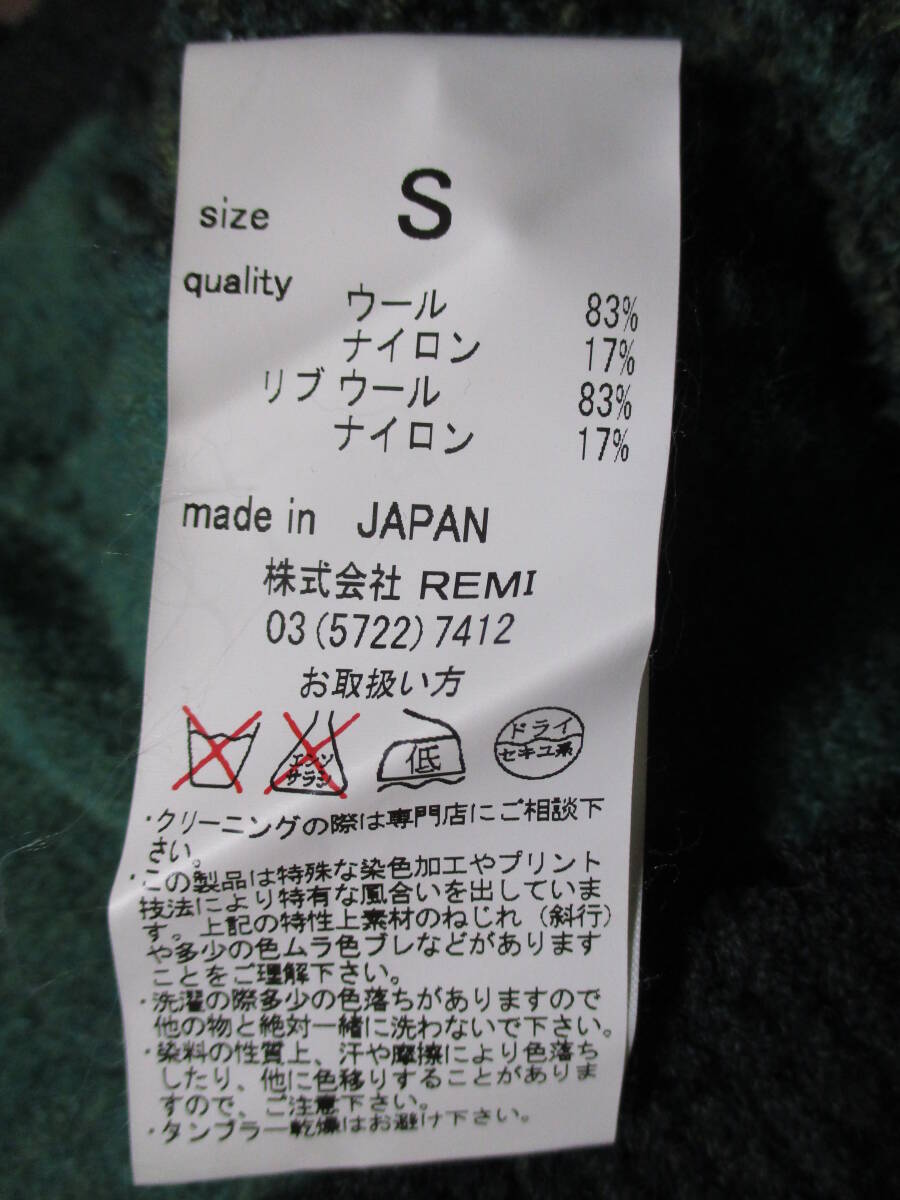 size S
quality
ウール 83%
ナイロン 17%
リブ ウール 83%
ナイロン 17%
made in JAPAN
株式会社 REMI
03(5722)7412
お取扱い方
エンソサラシ 低 ドライ セキユ系
・クリーニングの際は専門店にご相談下
さい。
・この製品は特殊な染色加工やプリント
技法により特有な風合いを出していま
す。上記の特性上素材のねじれ（斜行）
や多少の色ムラ色ブレなどがあります
ことをご理解下さい。
・洗濯の際多少の色落ちがありますので
他の物と絶対一緒に洗わないで下さい。
・染料の性質上、汗や摩擦により色落ち
したり、他に色移りすることがありま
すので、ご注意下さい。
・タンブラー乾燥はお避け下さい。